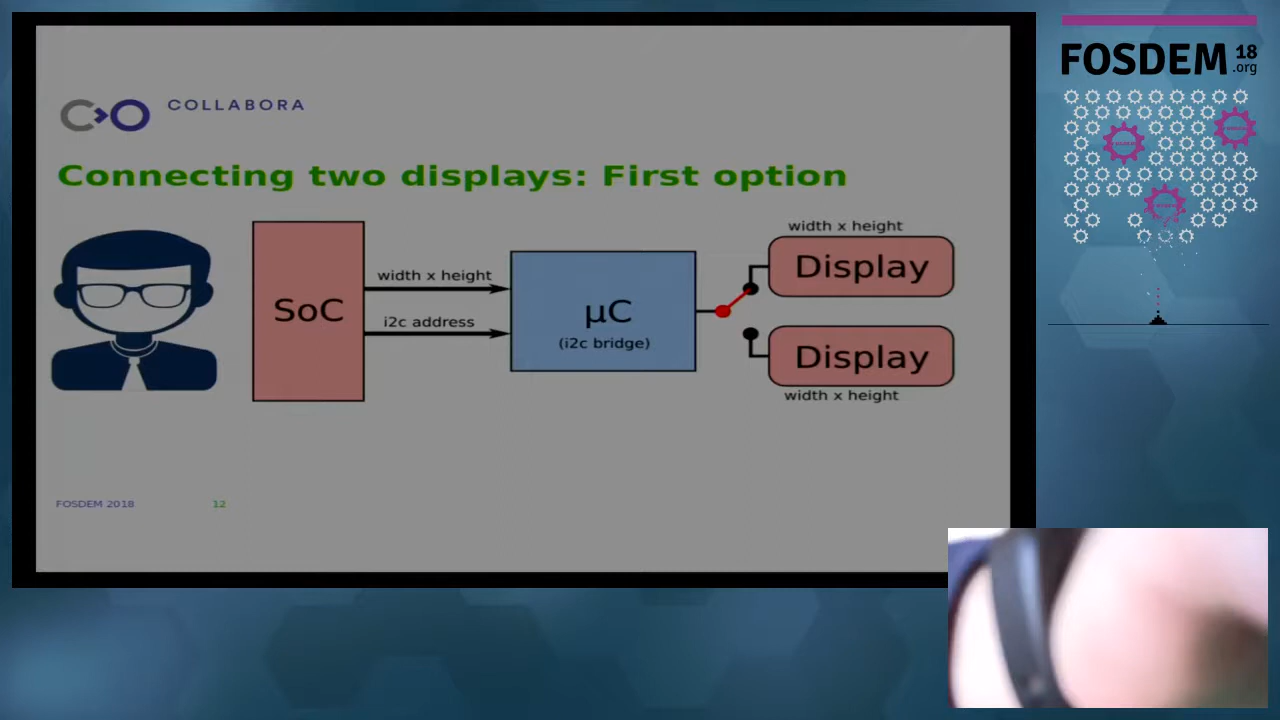 COLLABORA
Connecting two displays: First option
SoC
width x height
i2c address
µC
(i2c bridge)
width x height
Display
Display
width x height
FOSDEM 2018
12
FOSDEM 18
.org